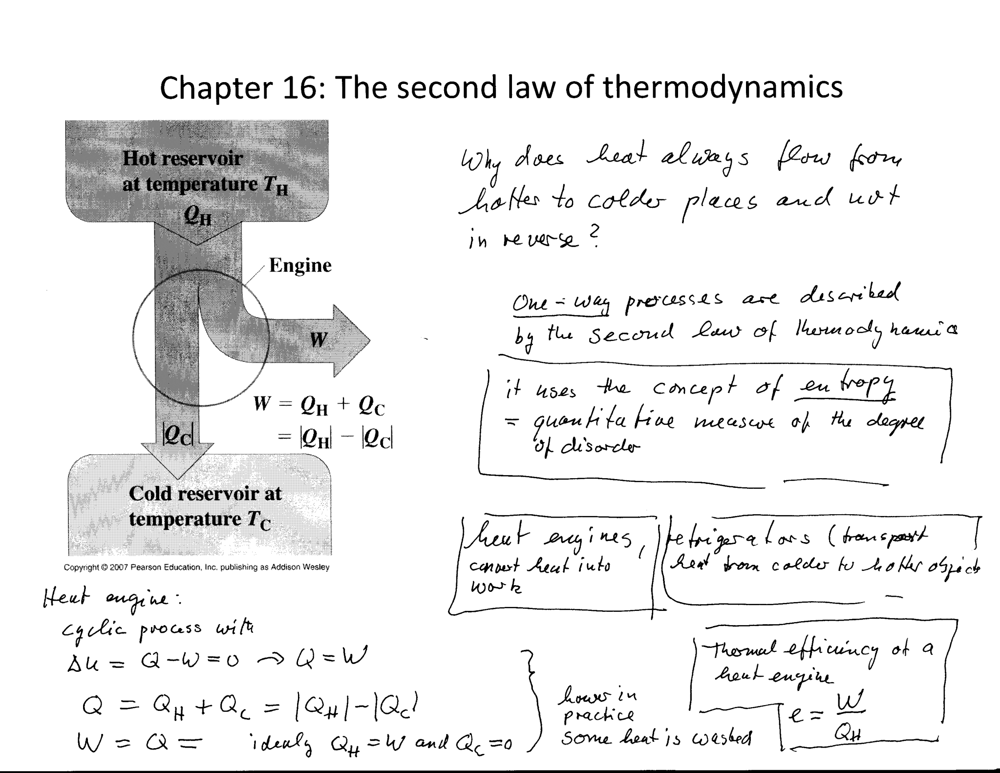 Chapter 16: The second law of thermodynamics
Hot reservoir
at temperature T_H
Q_H
Engine
W
W = Q_H + Q_C
= |Q_H| − |Q_C|
|Q_C|
Cold reservoir at
temperature T_C
Copyright © 2007 Pearson Education, Inc. publishing as Addison Wesley
Why does heat always flow from
hotter to colder places and not
in reverse?
One-way processes are described
by the second law of thermodynamics
it uses the concept of entropy
= quantitative measure of the degree
of disorder
heat engines,
convert heat into
work
refrigerators (transport
heat from colder to hotter objects
Heat engine:
cyclic process with
Δu = Q − W = 0 ⇒ Q = W
Q = Q_H + Q_C = |Q_H| − |Q_C|
W = Q = idealy Q_H = W and Q_C = 0
hower in
practice
some heat is wasted
Thermal efficiency of a
heat engine
e = W / Q_H